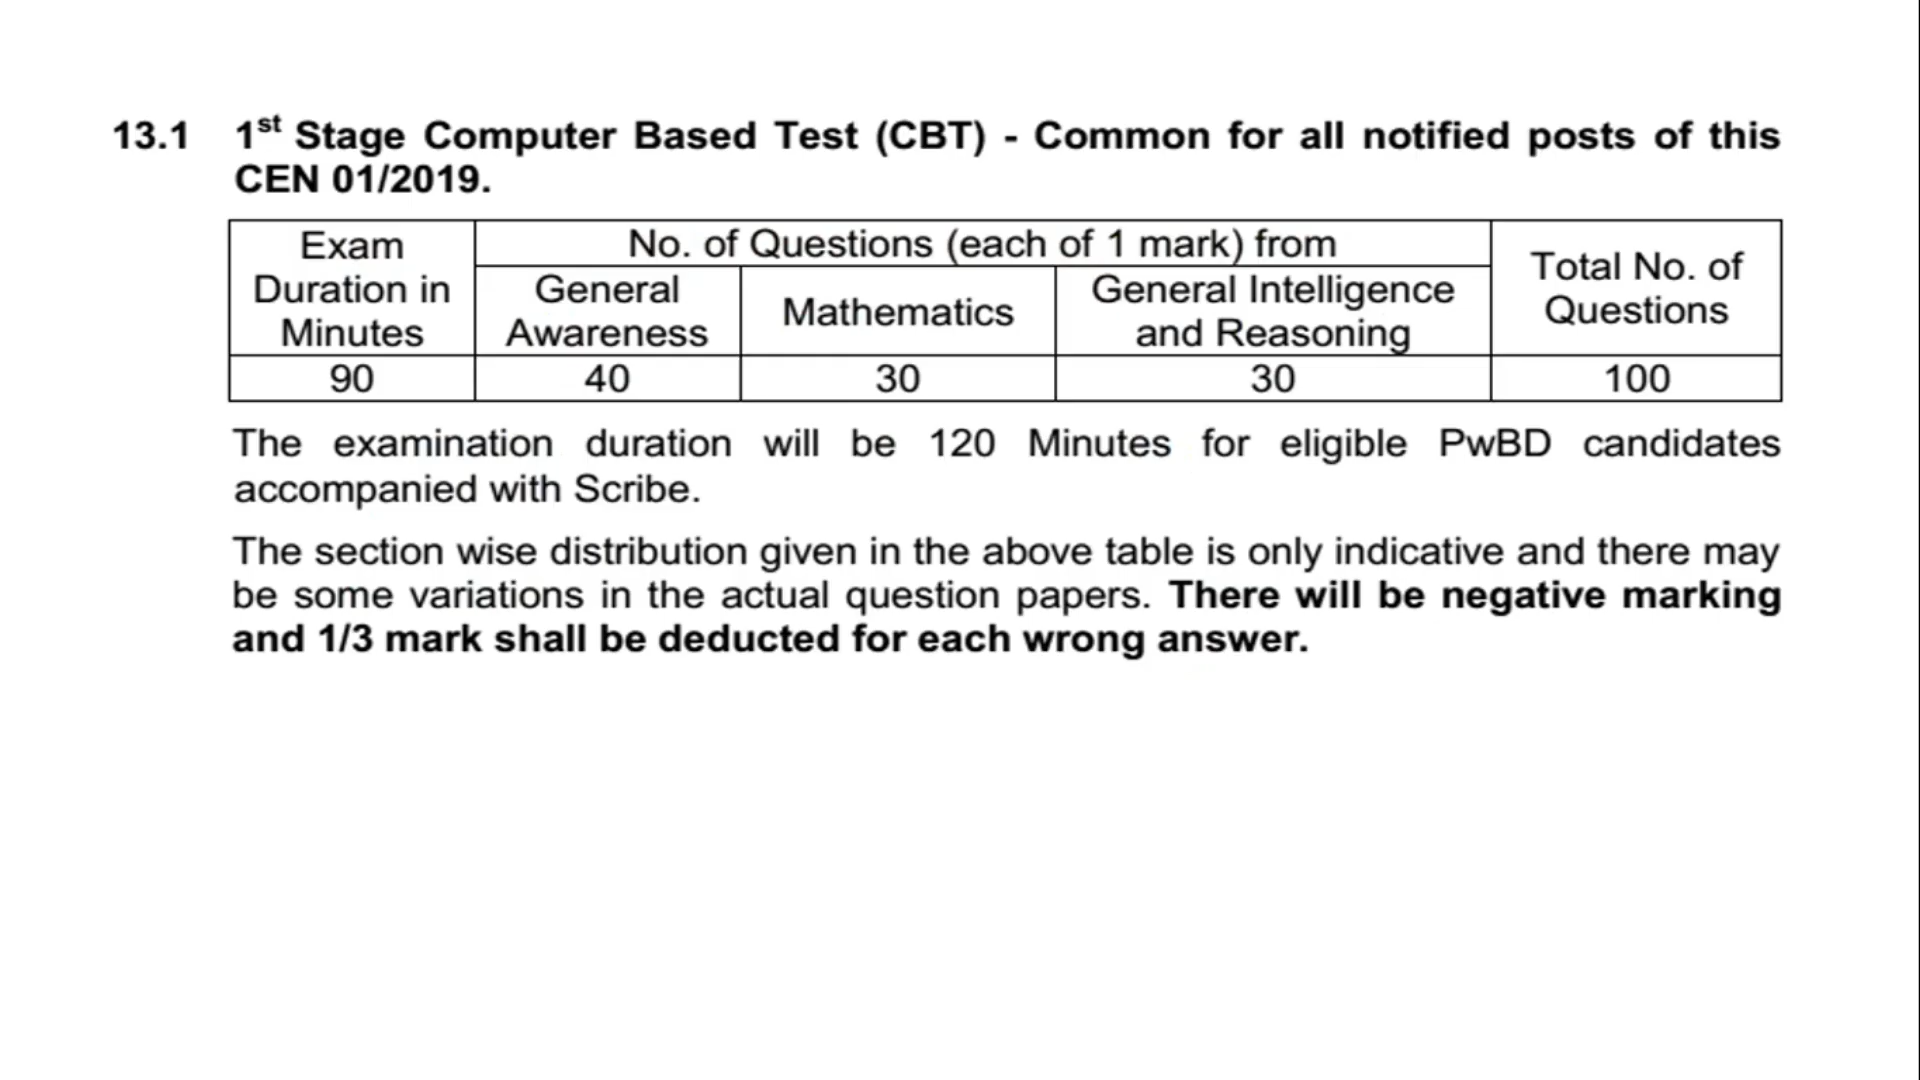 13.1 1st Stage Computer Based Test (CBT) - Common for all notified posts of this
CEN 01/2019.
Exam
Duration in
Minutes
No. of Questions (each of 1 mark) from
General
Awareness
Mathematics
General Intelligence
and Reasoning
Total No. of
Questions
90 40 30 30 100
The examination duration will be 120 Minutes for eligible PwBD candidates
accompanied with Scribe.
The section wise distribution given in the above table is only indicative and there may
be some variations in the actual question papers. There will be negative marking
and 1/3 mark shall be deducted for each wrong answer.